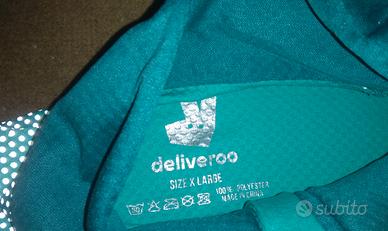 deliveroo
SIZE X LARGE
100% POLYESTER
MADE IN CHINA
subito